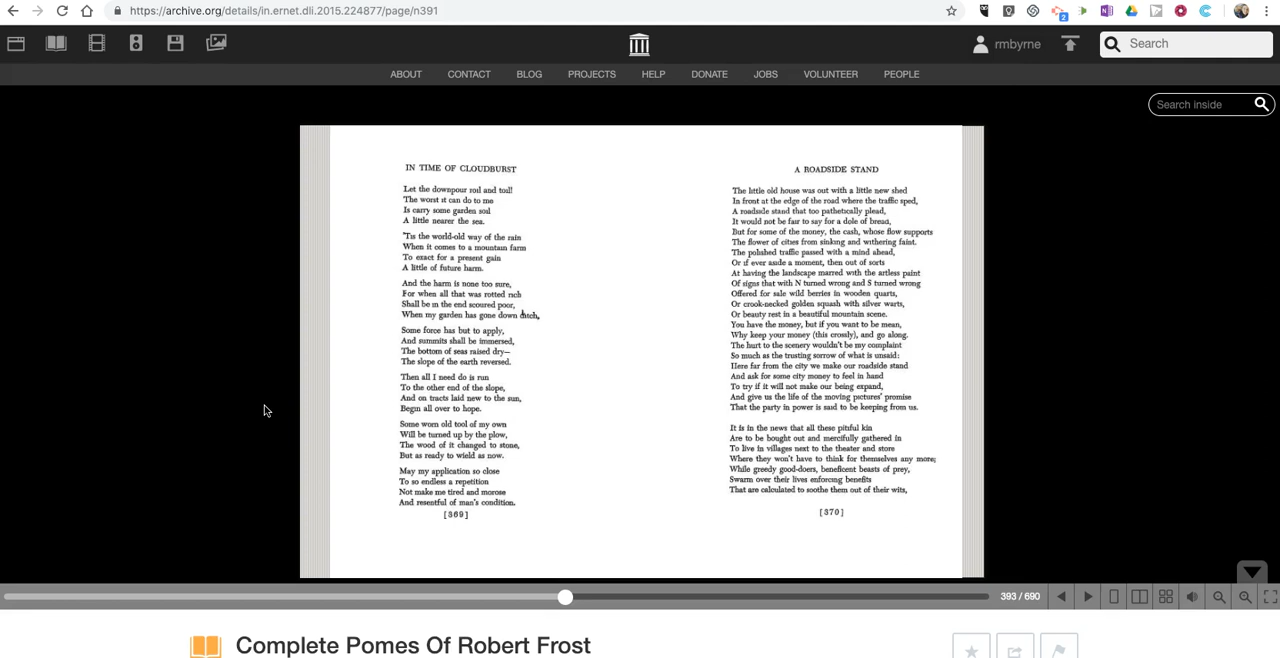 https://archive.org/details/in.ernet.dli.2015.224877/page/n391
2
rmbyrne
Search
ABOUT CONTACT BLOG PROJECTS HELP DONATE JOBS VOLUNTEER PEOPLE
Search inside
IN TIME OF CLOUDBURST
Let the downpour roil and toil!
The worst it can do to me
Is carry some garden soil
A little nearer the sea.
'Tis the world-old way of the rain
When it comes to a mountain farm
To exact for a present gain
A little of future harm.
And the harm is none too sure,
For when all that was rotted rich
Shall be in the end scoured poor,
When my garden has gone down ditch,
Some force has but to apply,
And summits shall be immersed,
The bottom of seas raised dry—
The slope of the earth reversed.
Then all I need do is run
To the other end of the slope,
And on tracts laid new to the sun,
Begin all over to hope.
Some worn old tool of my own
Will be turned up by the plow,
The wood of it changed to stone,
But as ready to wield as now.
May my application so close
To so endless a repetition
Not make me tired and morose
And resentful of man's condition.
[369]
A ROADSIDE STAND
The little old house was out with a little new shed
In front at the edge of the road where the traffic sped,
A roadside stand that too pathetically plead,
It would not be fair to say for a dole of bread,
But for some of the money, the cash, whose flow supports
The flower of cities from sinking and withering faint.
The polished traffic passed with a mind ahead,
Or if ever aside a moment, then out of sorts
At having the landscape marred with the artless paint
Of signs that with N turned wrong and S turned wrong
Offered for sale wild berries in wooden quarts,
Or crook-necked golden squash with silver warts,
Or beauty rest in a beautiful mountain scene.
You have the money, but if you want to be mean,
Why keep your money (this crossly), and go along.
The hurt to the scenery wouldn't be my complaint
So much as the trusting sorrow of what is unsaid:
Here far from the city we make our roadside stand
And ask for some city money to feel in hand
To try if it will not make our being expand,
And give us the life of the moving pictures' promise
That the party in power is said to be keeping from us.
It is in the news that all these pitiful kin
Are to be bought out and mercifully gathered in
To live in villages next to the theater and store
Where they won't have to think for themselves any more;
While greedy good-doers, beneficent beasts of prey,
Swarm over their lives enforcing benefits
That are calculated to soothe them out of their wits,
[370]
393 / 690
Complete Pomes Of Robert Frost